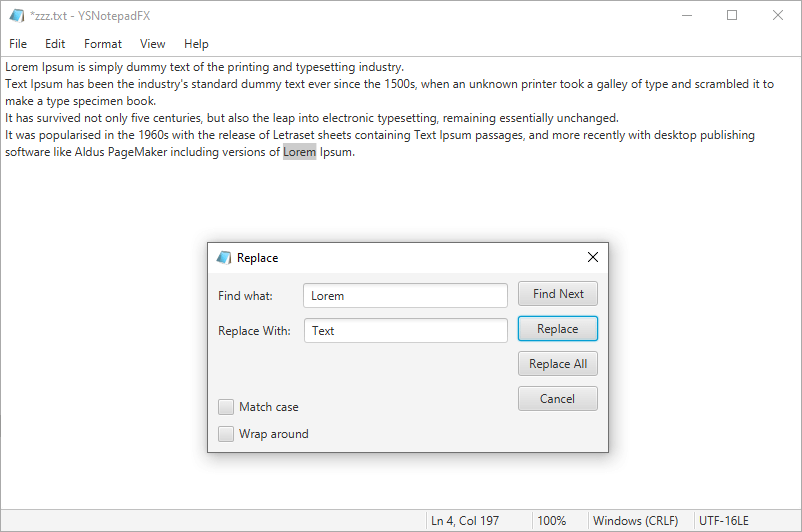 *zzz.txt - YSNotepadFX
File Edit Format View Help
Lorem Ipsum is simply dummy text of the printing and typesetting industry.
Text Ipsum has been the industry's standard dummy text ever since the 1500s, when an unknown printer took a galley of type and scrambled it to
make a type specimen book.
It has survived not only five centuries, but also the leap into electronic typesetting, remaining essentially unchanged.
It was popularised in the 1960s with the release of Letraset sheets containing Text Ipsum passages, and more recently with desktop publishing
software like Aldus PageMaker including versions of Lorem Ipsum.
Replace
Find what: Lorem Find Next
Replace With: Text Replace
Replace All
Cancel
Match case
Wrap around
Ln 4, Col 197 100% Windows (CRLF) UTF-16LE